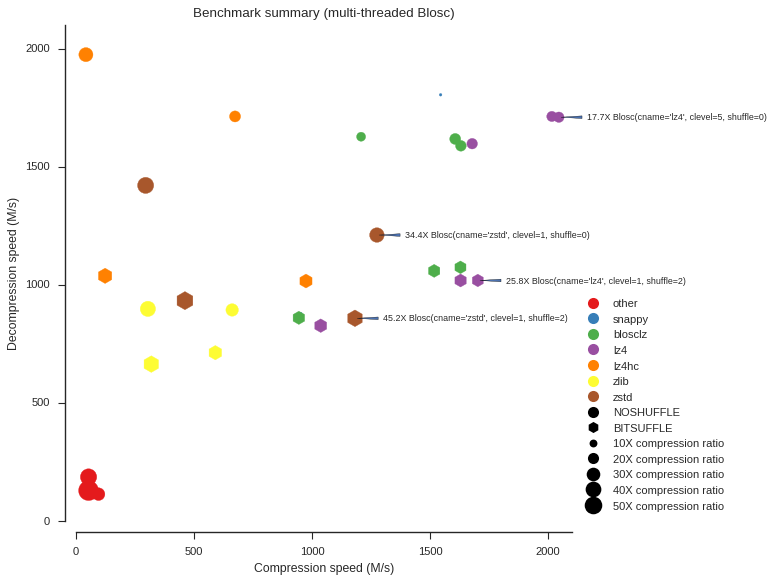 Benchmark summary (multi-threaded Blosc)
Decompression speed (M/s)
2000
1500
1000
500
0
17.7X Blosc(cname='lz4', clevel=5, shuffle=0)
34.4X Blosc(cname='zstd', clevel=1, shuffle=0)
25.8X Blosc(cname='lz4', clevel=1, shuffle=2)
45.2X Blosc(cname='zstd', clevel=1, shuffle=2)
other
snappy
blosclz
lz4
lz4hc
zlib
zstd
NOSHUFFLE
BITSUFFLE
10X compression ratio
20X compression ratio
30X compression ratio
40X compression ratio
50X compression ratio
0 500 1000 1500 2000
Compression speed (M/s)